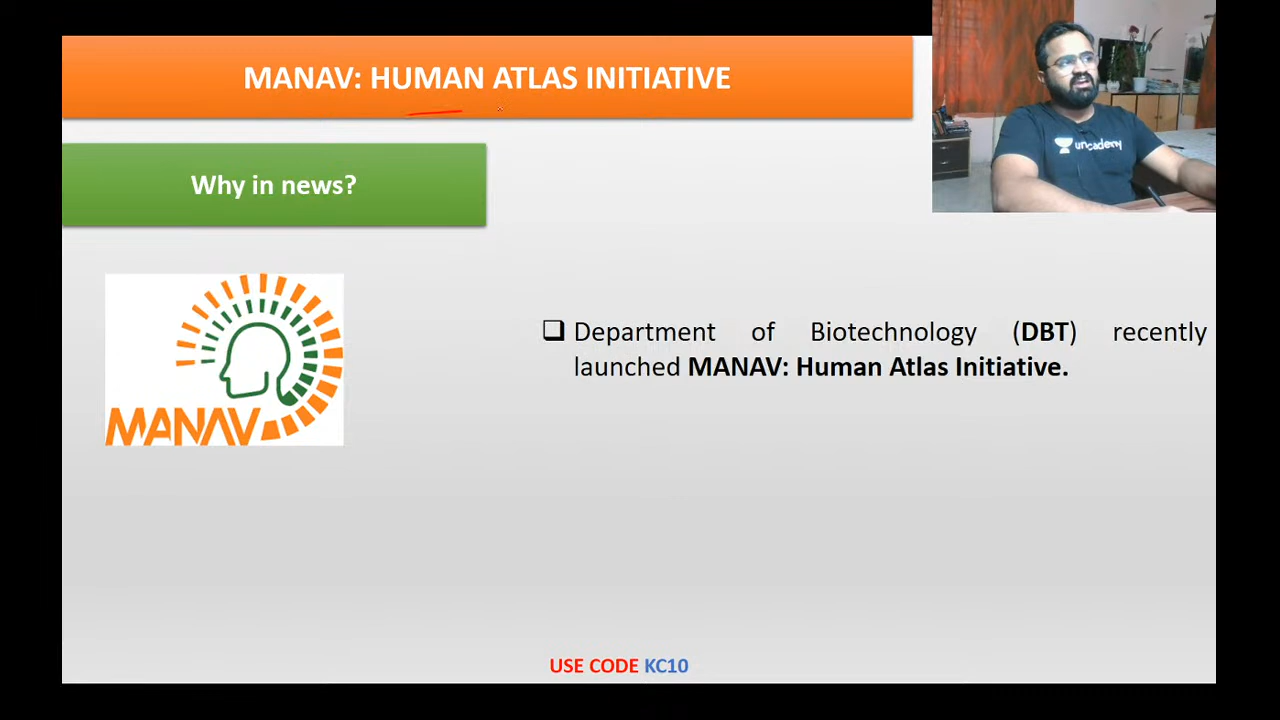 MANAV: HUMAN ATLAS INITIATIVE
unacademy
Why in news?
MANAV
Department of Biotechnology (DBT) recently
launched MANAV: Human Atlas Initiative.
USE CODE KC10